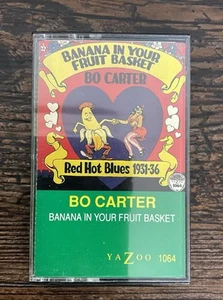 BANANA IN YOUR
FRUIT BASKET
BO CARTER
Red Hot Blues 1931-36
BO CARTER
BANANA IN YOUR FRUIT BASKET
YAZOO 1064